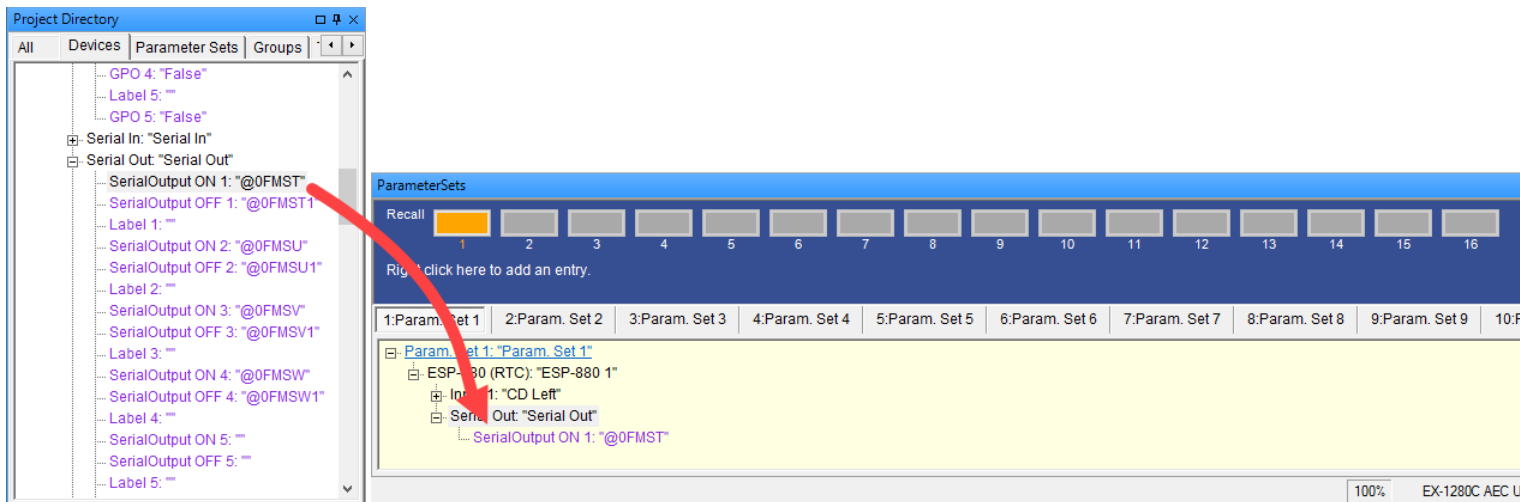 Project Directory
All Devices Parameter Sets Groups
GPO 4: "False"
Label 5: ""
GPO 5: "False"
Serial In: "Serial In"
Serial Out: "Serial Out"
SerialOutput ON 1: "@0FMST"
SerialOutput OFF 1: "@0FMST1"
Label 1: ""
SerialOutput ON 2: "@0FMSU"
SerialOutput OFF 2: "@0FMSU1"
Label 2: ""
SerialOutput ON 3: "@0FMSV"
SerialOutput OFF 3: "@0FMSV1"
Label 3: ""
SerialOutput ON 4: "@0FMSW"
SerialOutput OFF 4: "@0FMSW1"
Label 4: ""
SerialOutput ON 5: ""
SerialOutput OFF 5: ""
Label 5: ""
ParameterSets
Recall
1 2 3 4 5 6 7 8 9 10 11 12 13 14 15 16
Right click here to add an entry.
1:Param. Set 1 2:Param. Set 2 3:Param. Set 3 4:Param. Set 4 5:Param. Set 5 6:Param. Set 6 7:Param. Set 7 8:Param. Set 8 9:Param. Set 9 10:
Param. Set 1: "Param. Set 1"
ESP-880 (RTC): "ESP-880 1"
1: "CD Left"
Serial Out: "Serial Out"
SerialOutput ON 1: "@0FMST"
100% EX-1280C AEC U